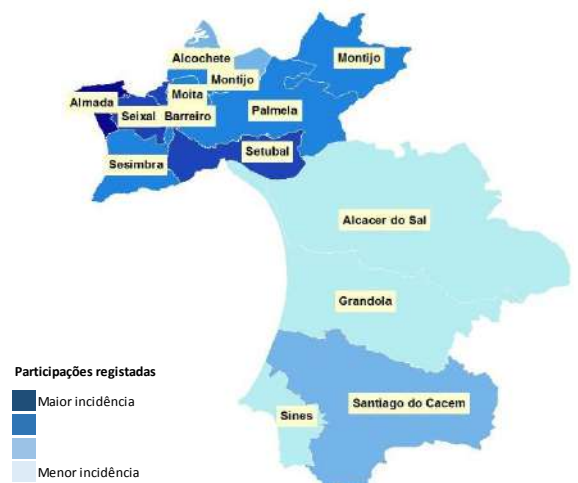 Alcochete
Montijo
Montijo
Almada
Moita
Seixal
Barreiro
Palmela
Sesimbra
Setubal
Alcacer do Sal
Grandola
Participações registadas
Maior incidência
Menor incidência
Santiago do Cacem
Sines